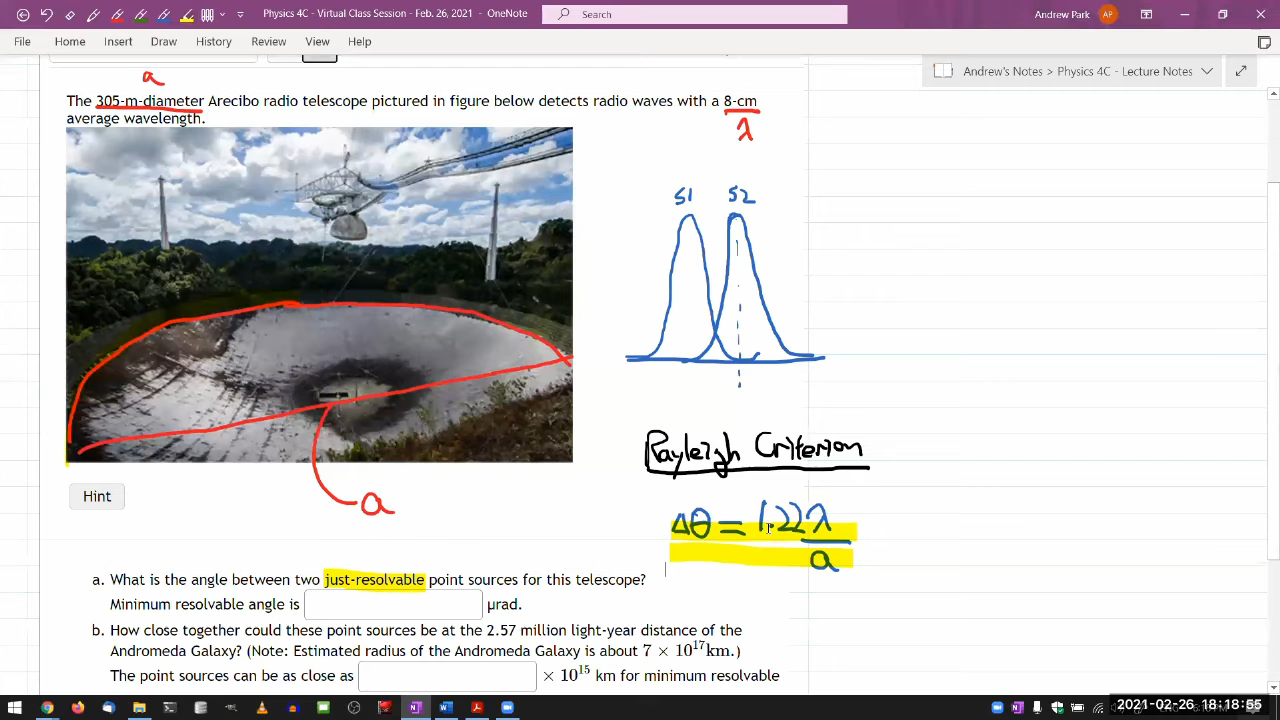 Physics 4C - Virtual Class Session - Feb. 26, 2021 - OneNote
Search
Andrew Park
AP
File Home Insert Draw History Review View Help
Andrew's Notes > Physics 4C - Lecture Notes
a
The 305-m-diameter Arecibo radio telescope pictured in figure below detects radio waves with a 8-cm
average wavelength.
λ
S1 S2
Rayleigh Criterion
Hint
a
Δθ = 1.22λ
a
a. What is the angle between two just-resolvable point sources for this telescope?
Minimum resolvable angle is μrad.
b. How close together could these point sources be at the 2.57 million light-year distance of the
Andromeda Galaxy? (Note: Estimated radius of the Andromeda Galaxy is about 7 × 10¹⁷km.)
The point sources can be as close as × 10¹⁵ km for minimum resolvable
2021-02-26 18:18:55